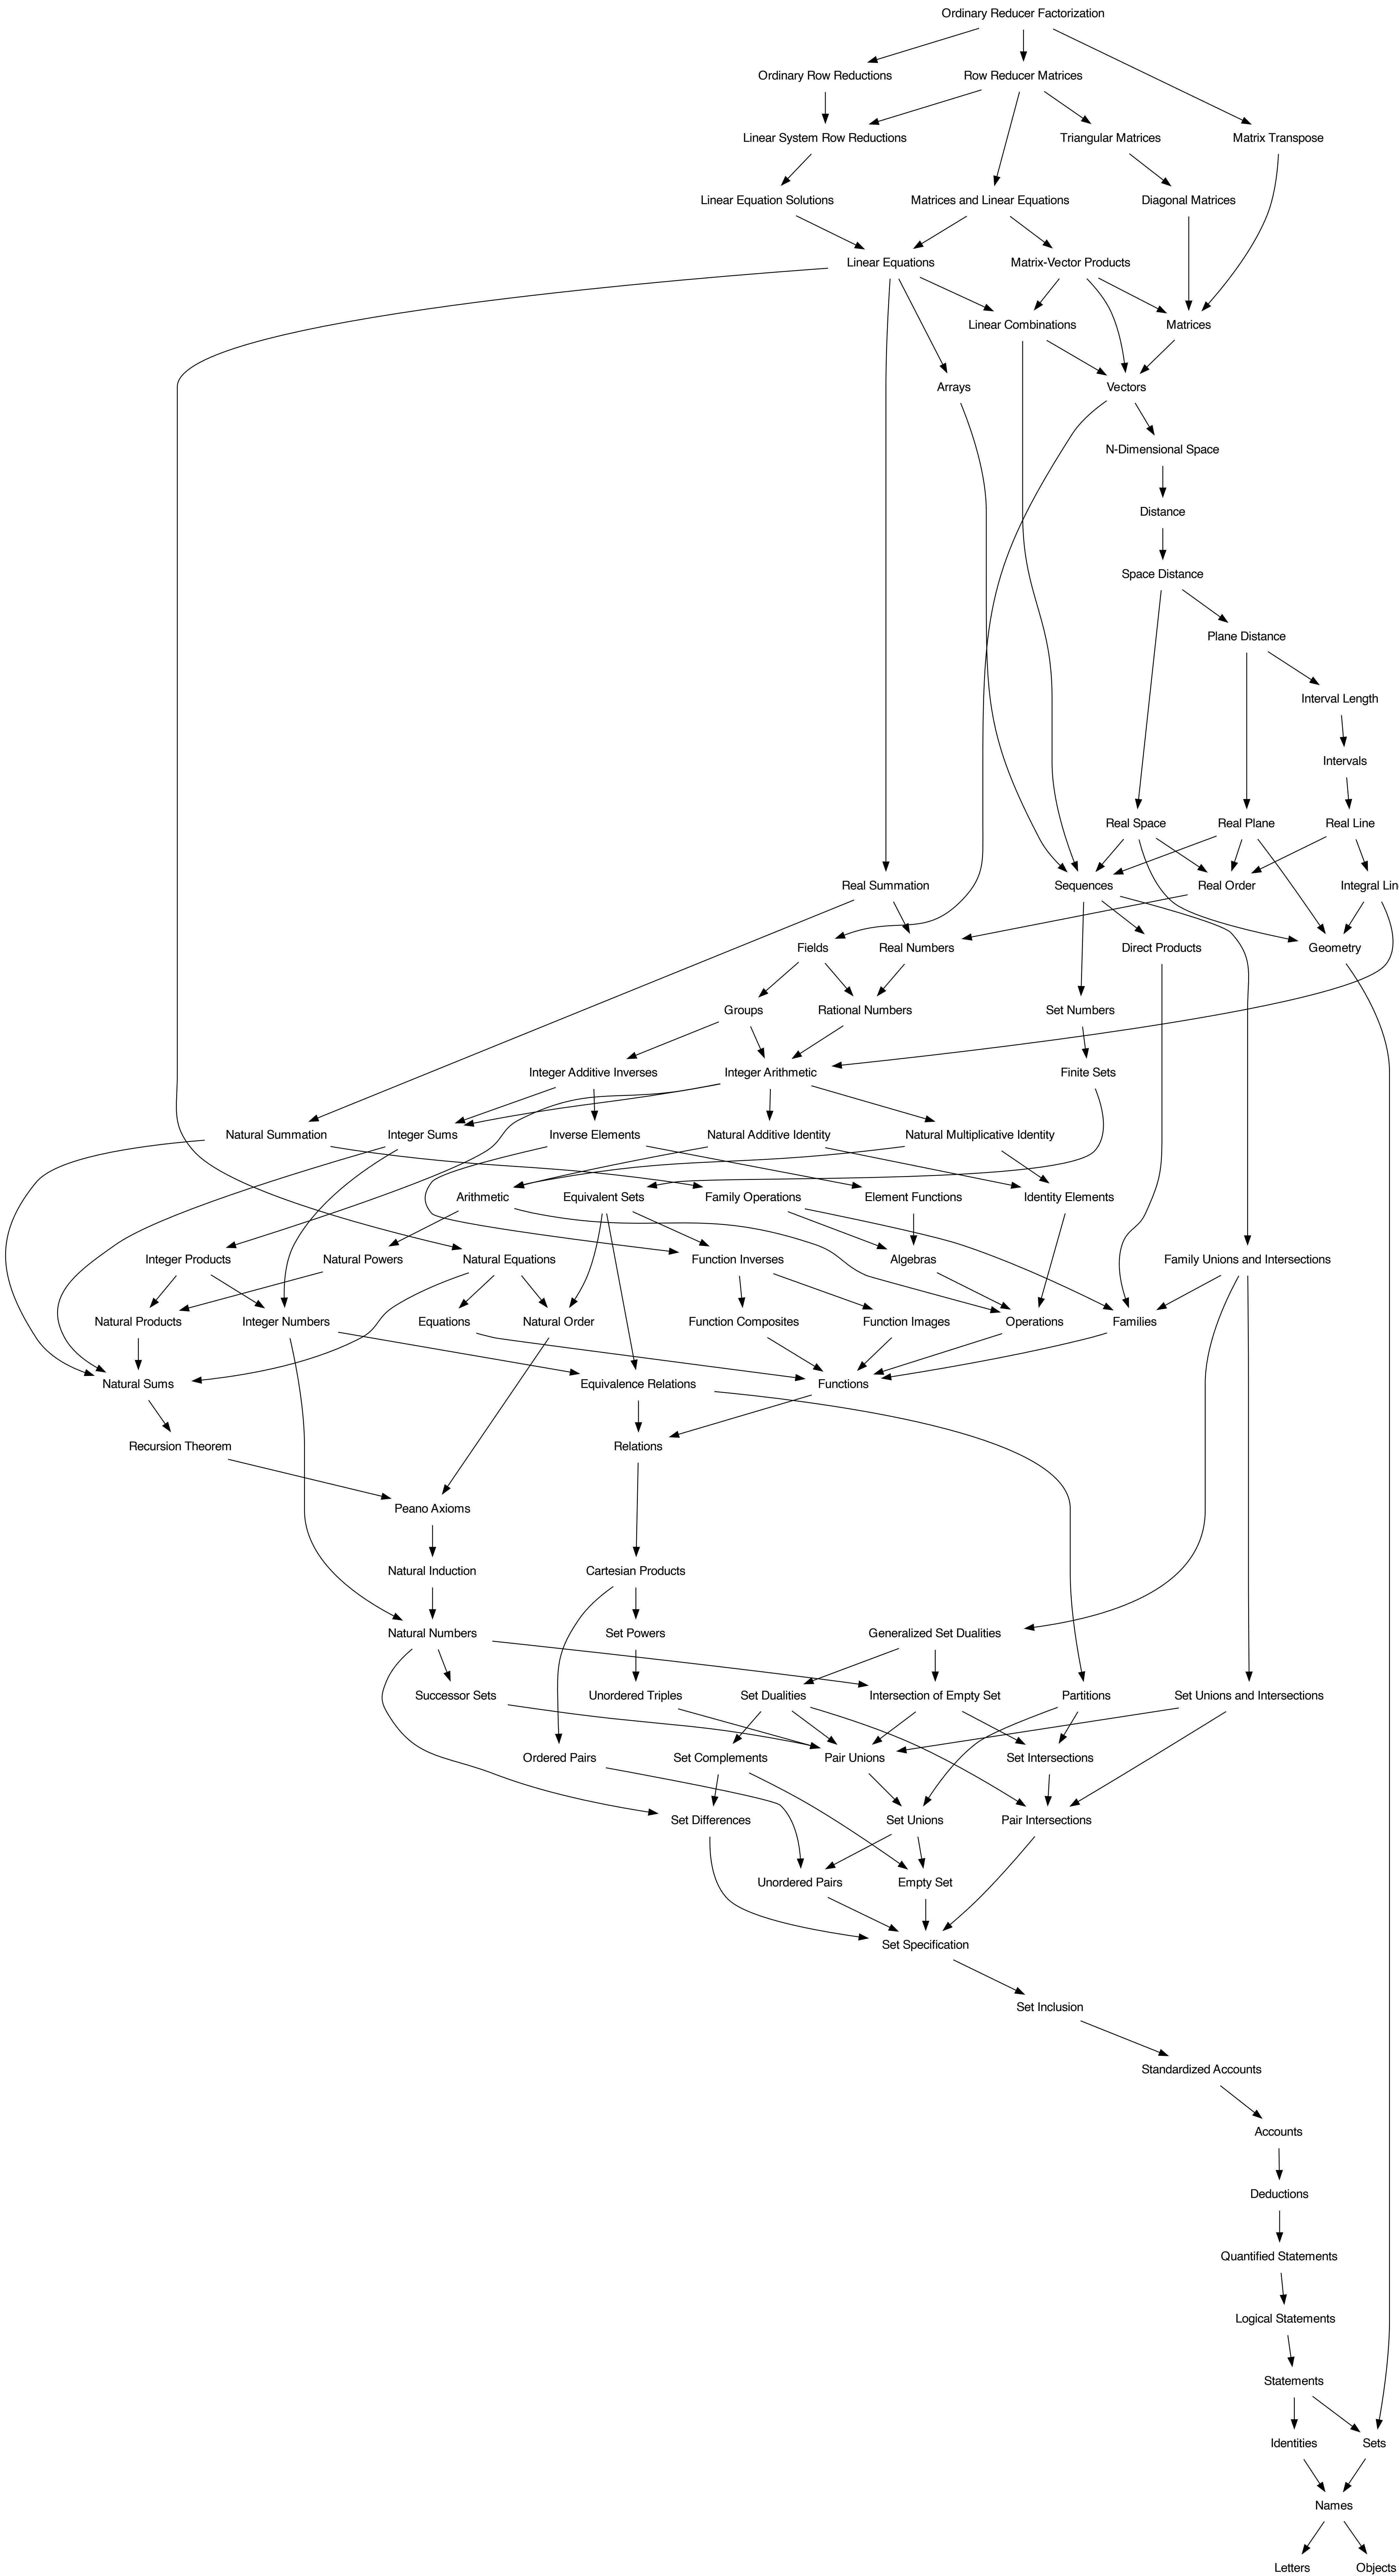 Ordinary Reducer Factorization
Ordinary Row Reductions
Row Reducer Matrices
Linear System Row Reductions
Triangular Matrices
Matrix Transpose
Linear Equation Solutions
Matrices and Linear Equations
Diagonal Matrices
Linear Equations
Matrix-Vector Products
Linear Combinations
Matrices
Arrays
Vectors
N-Dimensional Space
Distance
Space Distance
Plane Distance
Interval Length
Intervals
Real Space
Real Plane
Real Line
Real Summation
Sequences
Real Order
Integral Lin
Fields
Real Numbers
Direct Products
Geometry
Groups
Rational Numbers
Set Numbers
Integer Additive Inverses
Integer Arithmetic
Finite Sets
Natural Summation
Integer Sums
Inverse Elements
Natural Additive Identity
Natural Multiplicative Identity
Arithmetic
Equivalent Sets
Family Operations
Element Functions
Identity Elements
Integer Products
Natural Powers
Natural Equations
Function Inverses
Algebras
Family Unions and Intersections
Natural Products
Integer Numbers
Equations
Natural Order
Function Composites
Function Images
Operations
Families
Natural Sums
Equivalence Relations
Functions
Recursion Theorem
Relations
Peano Axioms
Natural Induction
Cartesian Products
Natural Numbers
Set Powers
Generalized Set Dualities
Successor Sets
Unordered Triples
Set Dualities
Intersection of Empty Set
Partitions
Set Unions and Intersections
Ordered Pairs
Set Complements
Pair Unions
Set Intersections
Set Differences
Set Unions
Pair Intersections
Unordered Pairs
Empty Set
Set Specification
Set Inclusion
Standardized Accounts
Accounts
Deductions
Quantified Statements
Logical Statements
Statements
Identities
Sets
Names
Letters
Objects